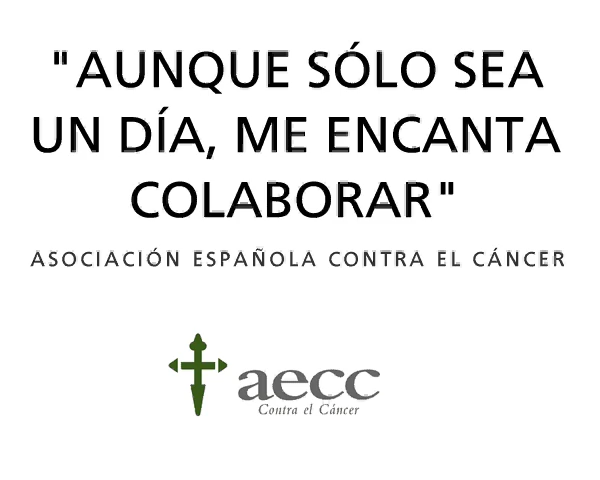 "AUNQUE SÓLO SEA
UN DÍA, ME ENCANTA
COLABORAR"
ASOCIACIÓN ESPAÑOLA CONTRA EL CÁNCER
aecc
Contra el Cáncer